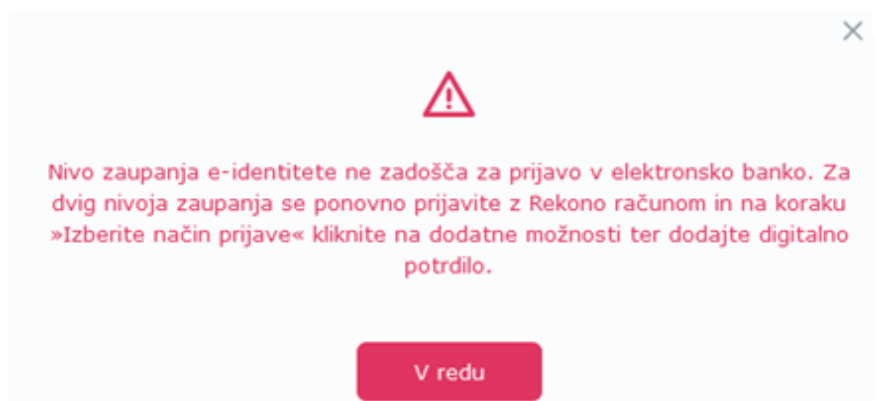 Nivo zaupanja e-identitete ne zadošča za prijavo v elektronsko banko. Za
dvig nivoja zaupanja se ponovno prijavite z Rekono računom in na koraku
»Izberite način prijave« kliknite na dodatne možnosti ter dodajte digitalno
potrdilo.
V redu